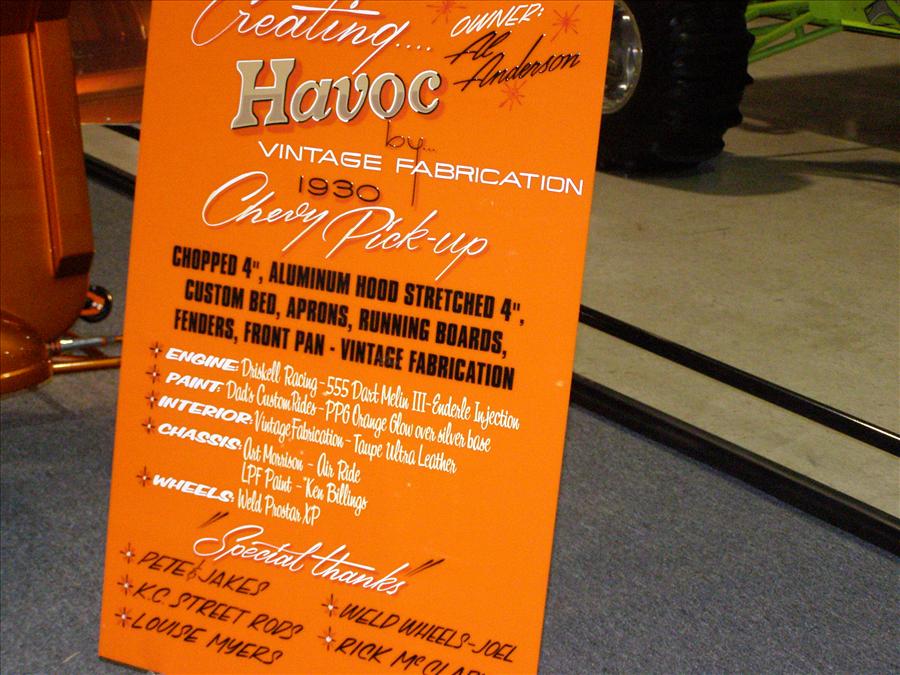 Creating....
OWNER:
Al
Anderson
Havoc
by...
VINTAGE FABRICATION
1930
Chevy Pick-up
CHOPPED 4", ALUMINUM HOOD STRETCHED 4",
CUSTOM BED, APRONS, RUNNING BOARDS,
FENDERS, FRONT PAN - VINTAGE FABRICATION
ENGINE: Driskell Racing - 555 Dart Melin III - Enderle Injection
PAINT: Dad's Custom Rides - PPG Orange Glow over silver base
INTERIOR: Vintage Fabrication - Taupe Ultra Leather
CHASSIS: Art Morrison - Air Ride
LPF Paint - "Ken Billings
WHEELS: Weld Prostar XP
"Special thanks"
PETE & JAKES
K.C. STREET RODS
LOUISE MYERS
WELD WHEELS-JOEL
RICK